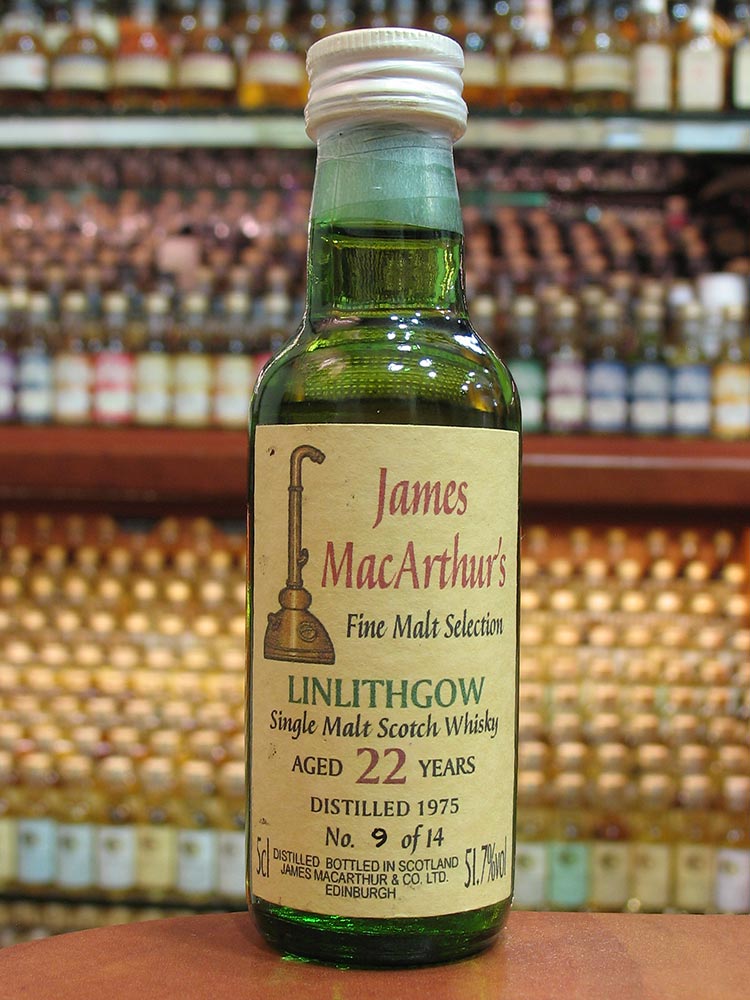 James
MacArthur's
Fine Malt Selection
LINLITHGOW
Single Malt Scotch Whisky
AGED 22 YEARS
DISTILLED 1975
No. 9 of 14
5cl
DISTILLED BOTTLED IN SCOTLAND
JAMES MACARTHUR & CO. LTD.
EDINBURGH
51.7%vol